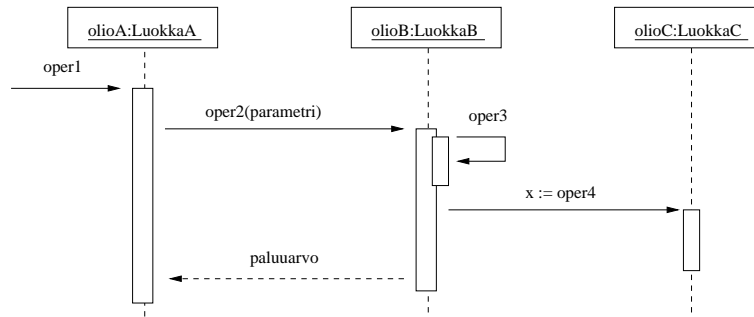 olioA:LuokkaA
olioB:LuokkaB
olioC:LuokkaC
oper1
oper2(parametri)
oper3
x := oper4
paluuarvo